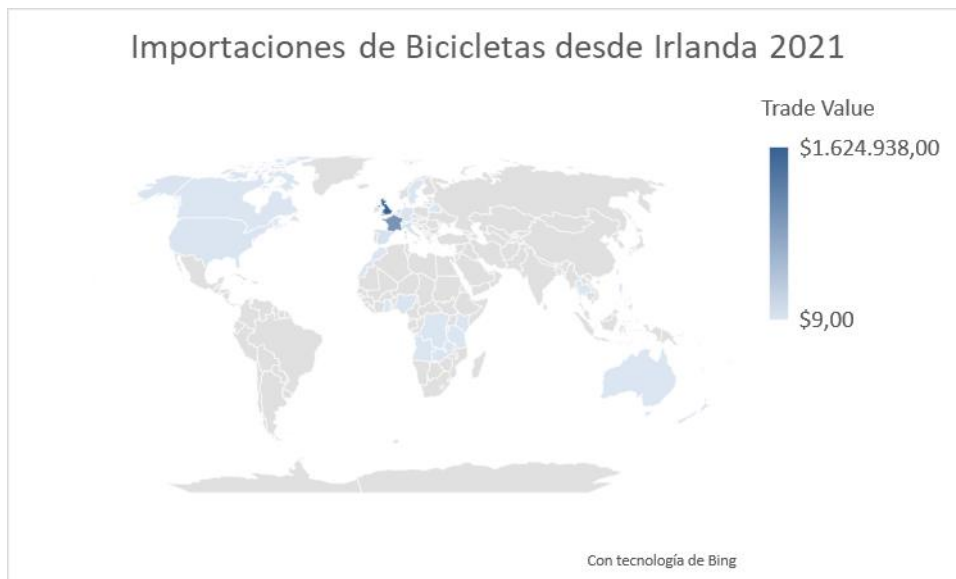 Importaciones de Bicicletas desde Irlanda 2021
Trade Value
$1.624.938,00
$9,00
Con tecnología de Bing